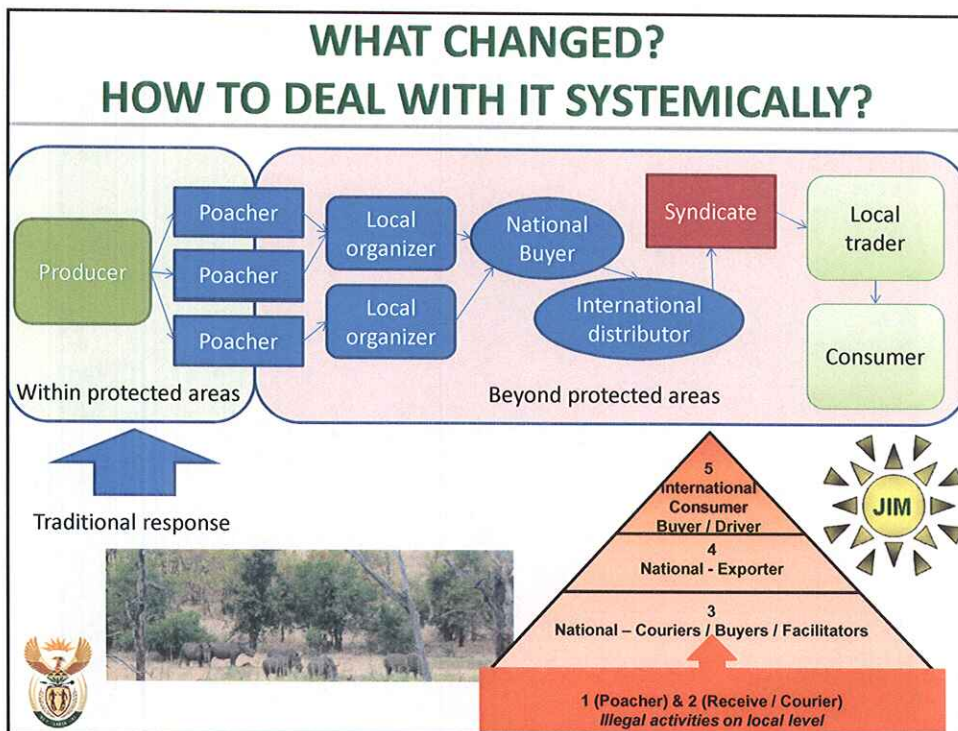 WHAT CHANGED?
HOW TO DEAL WITH IT SYSTEMICALLY?
Producer
Poacher
Poacher
Poacher
Local
organizer
Local
organizer
National
Buyer
International
distributor
Syndicate
Local
trader
Consumer
Within protected areas
Beyond protected areas
Traditional response
5
International
Consumer
Buyer / Driver
4
National - Exporter
3
National – Couriers / Buyers / Facilitators
1 (Poacher) & 2 (Receive / Courier)
Illegal activities on local level
JIM